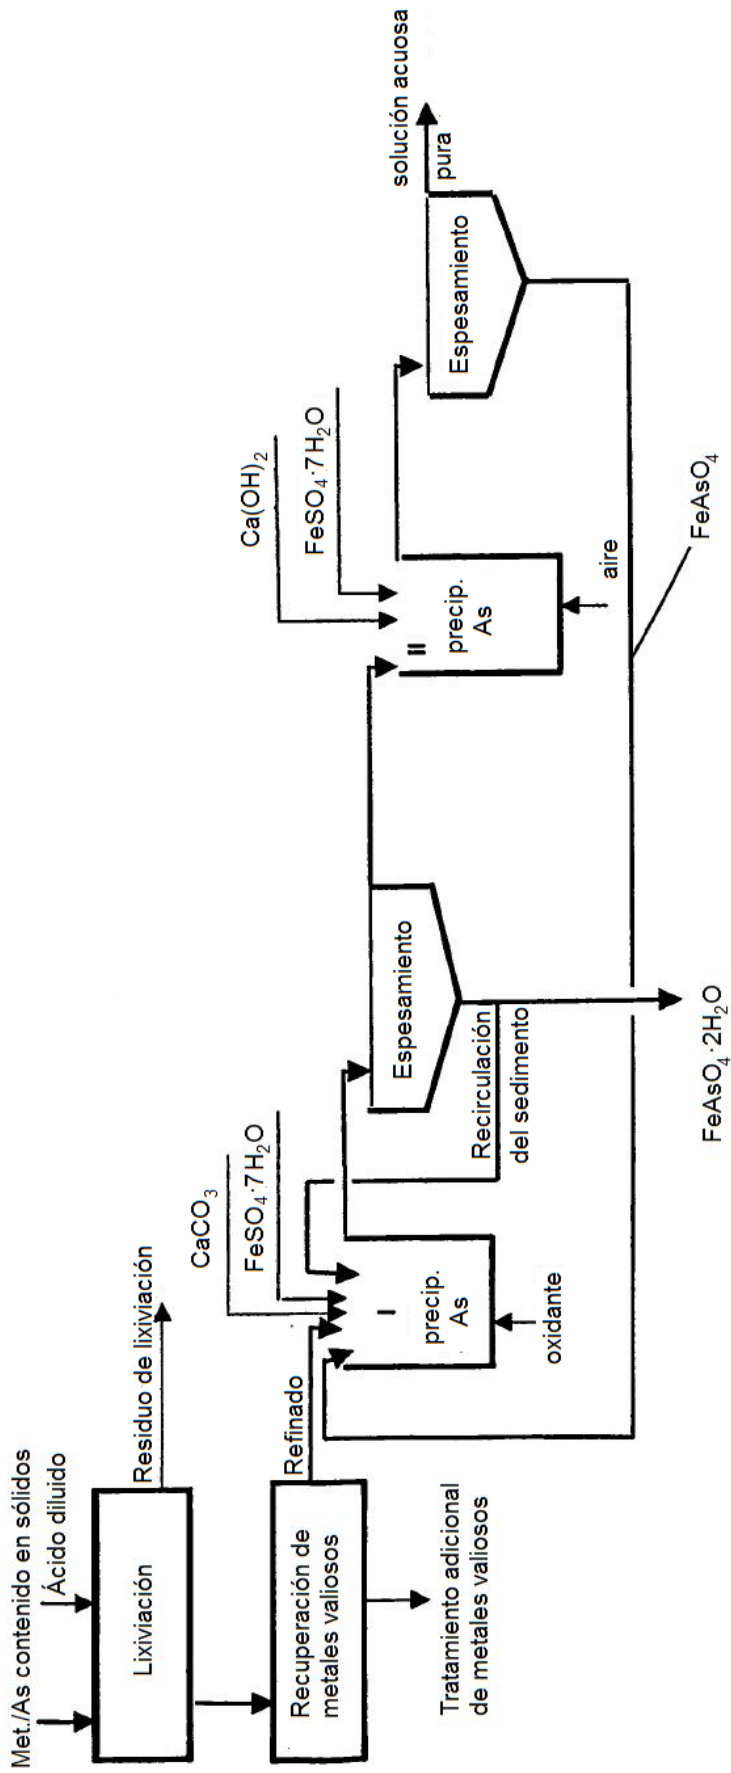 Met./As contenido en sólidos
Ácido diluido
Lixiviación
Residuo de lixiviación
Recuperación de
metales valiosos
Refinado
Tratamiento adicional
de metales valiosos
CaCO3
FeSO4·7H2O
I
precip.
As
oxidante
Espesamiento
Recirculación
del sedimento
FeAsO4·2H2O
Ca(OH)2
FeSO4·7H2O
II
precip.
As
aire
FeAsO4
Espesamiento
solución acuosa
pura